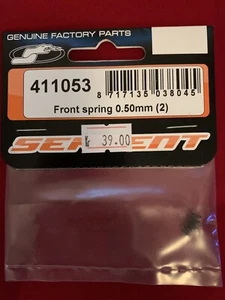 GENUINE FACTORY PARTS
411053
8 717135 038045
Front spring 0.50mm (2)
SERPENT
39.00